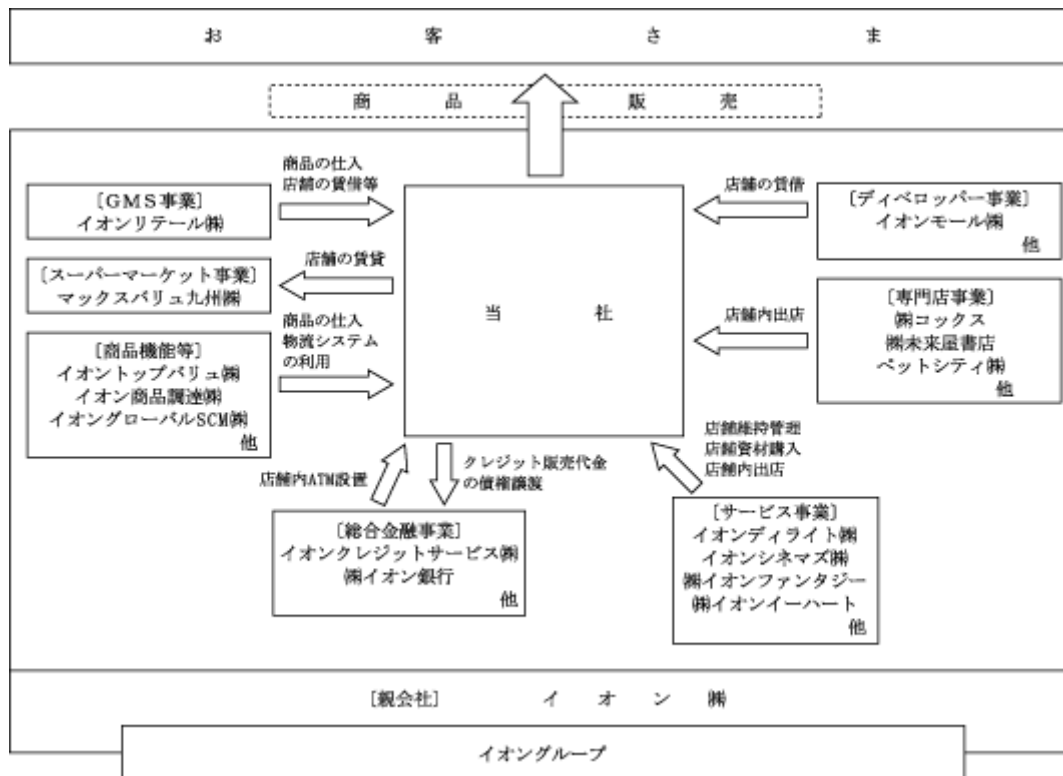 お客さま
商品販売
商品の仕入
店舗の賃借等
[GMS事業]
イオンリテール㈱
店舗の賃貸
[スーパーマーケット事業]
マックスバリュ九州㈱
商品の仕入
物流システム
の利用
[商品機能等]
イオントップバリュ㈱
イオン商品調達㈱
イオングローバルSCM㈱
他
当社
店舗の賃借
[ディベロッパー事業]
イオンモール㈱
他
店舗内出店
[専門店事業]
㈱コックス
㈱未来屋書店
ペットシティ㈱
他
店舗内ATM設置
クレジット販売代金
の債権譲渡
[総合金融事業]
イオンクレジットサービス㈱
㈱イオン銀行
他
店舗維持管理
店舗資材購入
店舗内出店
[サービス事業]
イオンディライト㈱
イオンシネマズ㈱
㈱イオンファンタジー
㈱イオンイーハート
他
[親会社] イオン㈱
イオングループ